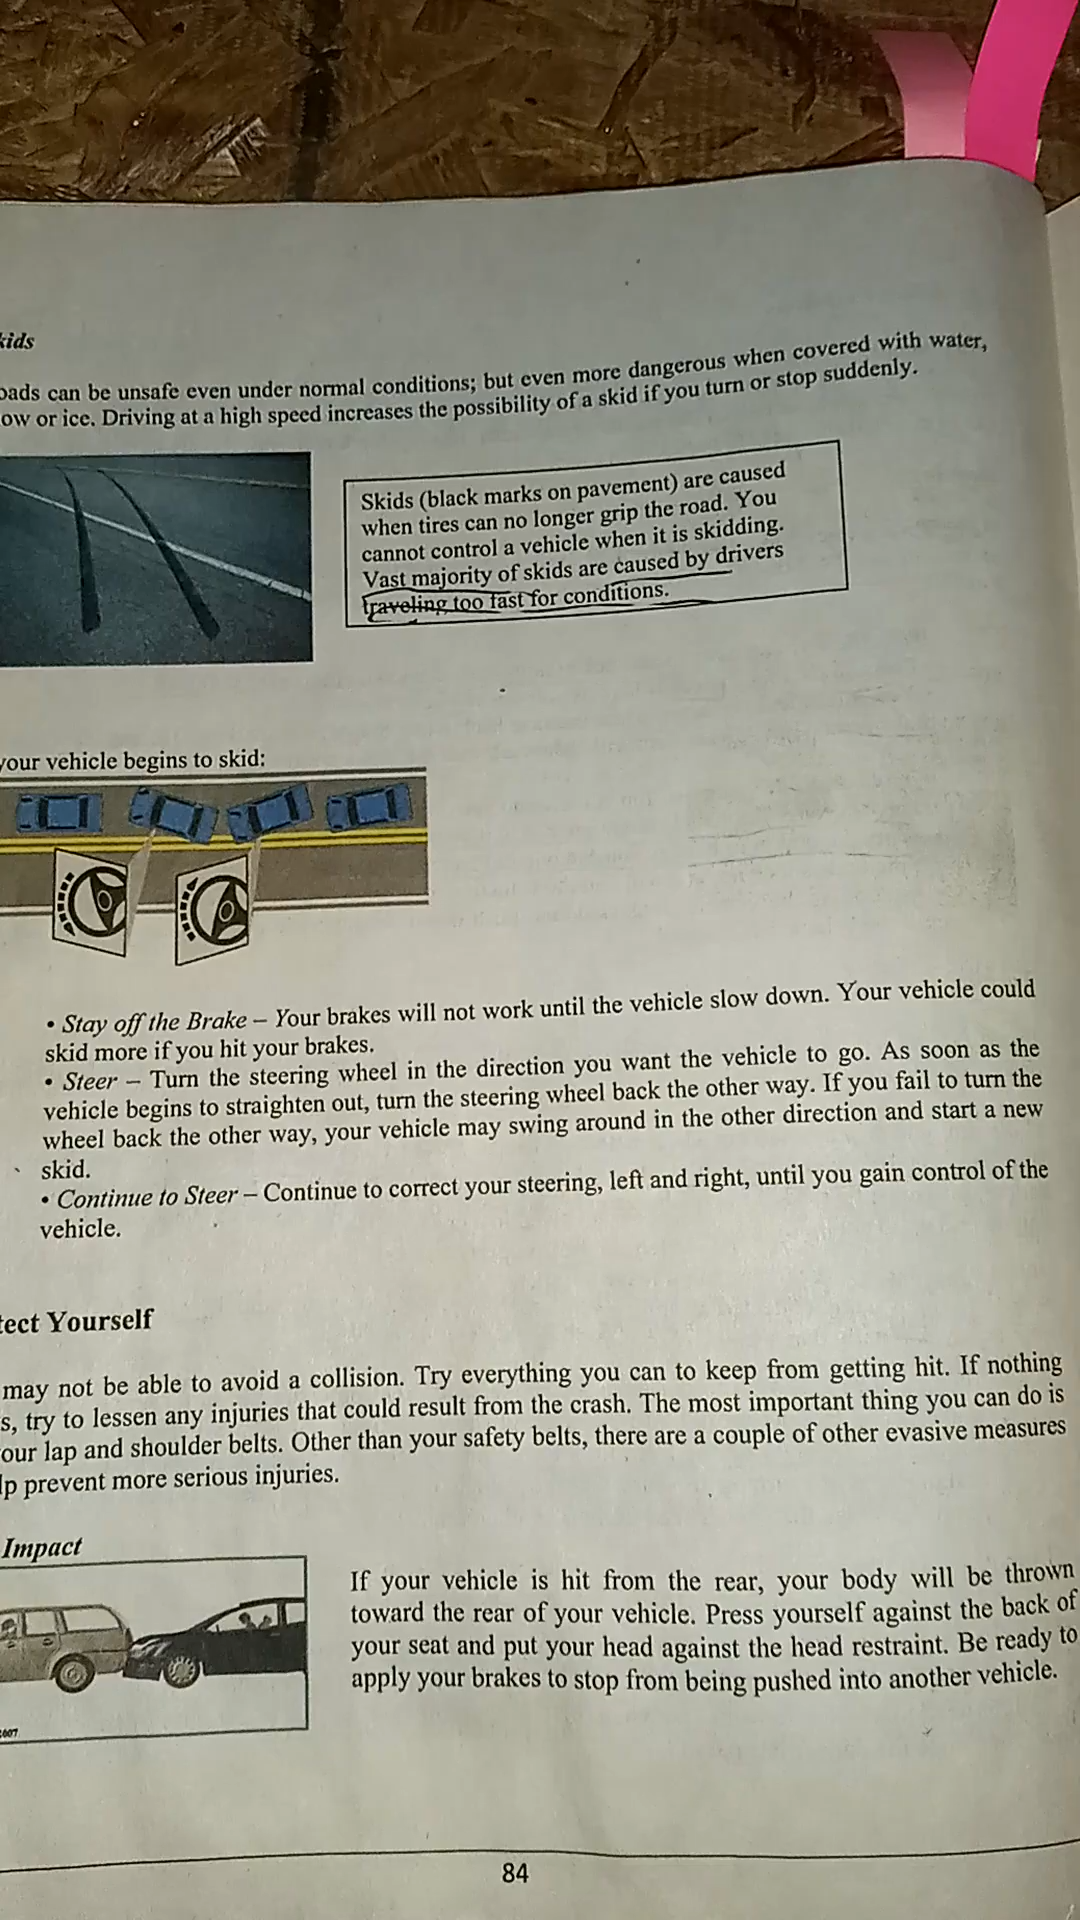 kids
oads can be unsafe even under normal conditions; but even more dangerous when covered with water,
ow or ice. Driving at a high speed increases the possibility of a skid if you turn or stop suddenly.
Skids (black marks on pavement) are caused
when tires can no longer grip the road. You
cannot control a vehicle when it is skidding.
Vast majority of skids are caused by drivers
traveling too fast for conditions.
your vehicle begins to skid:
• Stay off the Brake – Your brakes will not work until the vehicle slow down. Your vehicle could
skid more if you hit your brakes.
• Steer – Turn the steering wheel in the direction you want the vehicle to go. As soon as the
vehicle begins to straighten out, turn the steering wheel back the other way. If you fail to turn the
wheel back the other way, your vehicle may swing around in the other direction and start a new
skid.
• Continue to Steer – Continue to correct your steering, left and right, until you gain control of the
vehicle.
tect Yourself
may not be able to avoid a collision. Try everything you can to keep from getting hit. If nothing
s, try to lessen any injuries that could result from the crash. The most important thing you can do is
our lap and shoulder belts. Other than your safety belts, there are a couple of other evasive measures
lp prevent more serious injuries.
Impact
If your vehicle is hit from the rear, your body will be thrown
toward the rear of your vehicle. Press yourself against the back of
your seat and put your head against the head restraint. Be ready to
apply your brakes to stop from being pushed into another vehicle.
84